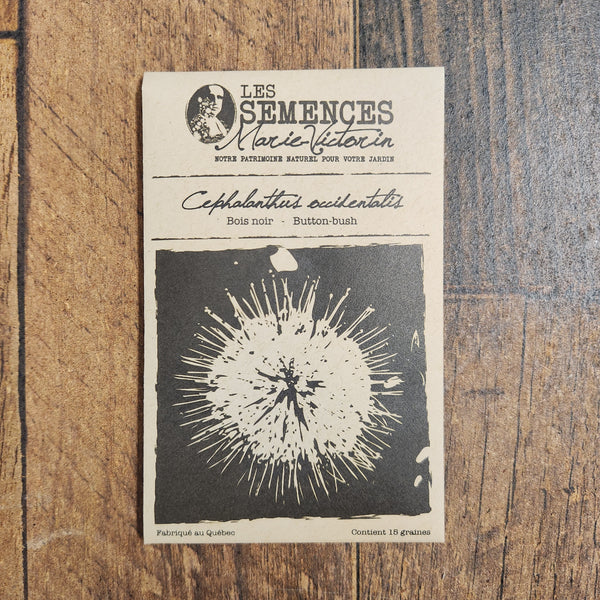 LES
SEMENCES
Marie-Victorin
NOTRE PATRIMOINE NATUREL POUR VOTRE JARDIN
Cephalanthus occidentalis
Bois noir - Button-bush
Fabriqué au Québec
Contient 15 graines